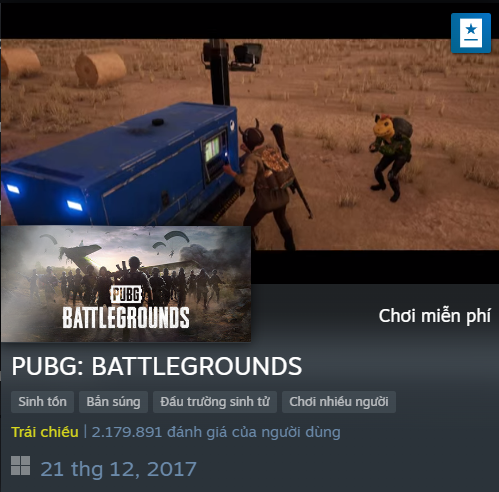 PUBG
BATTLEGROUNDS
Chơi miễn phí
PUBG: BATTLEGROUNDS
Sinh tồn Bắn súng Đấu trường sinh tử Chơi nhiều người
Trái chiều | 2.179.891 đánh giá của người dùng
21 thg 12, 2017